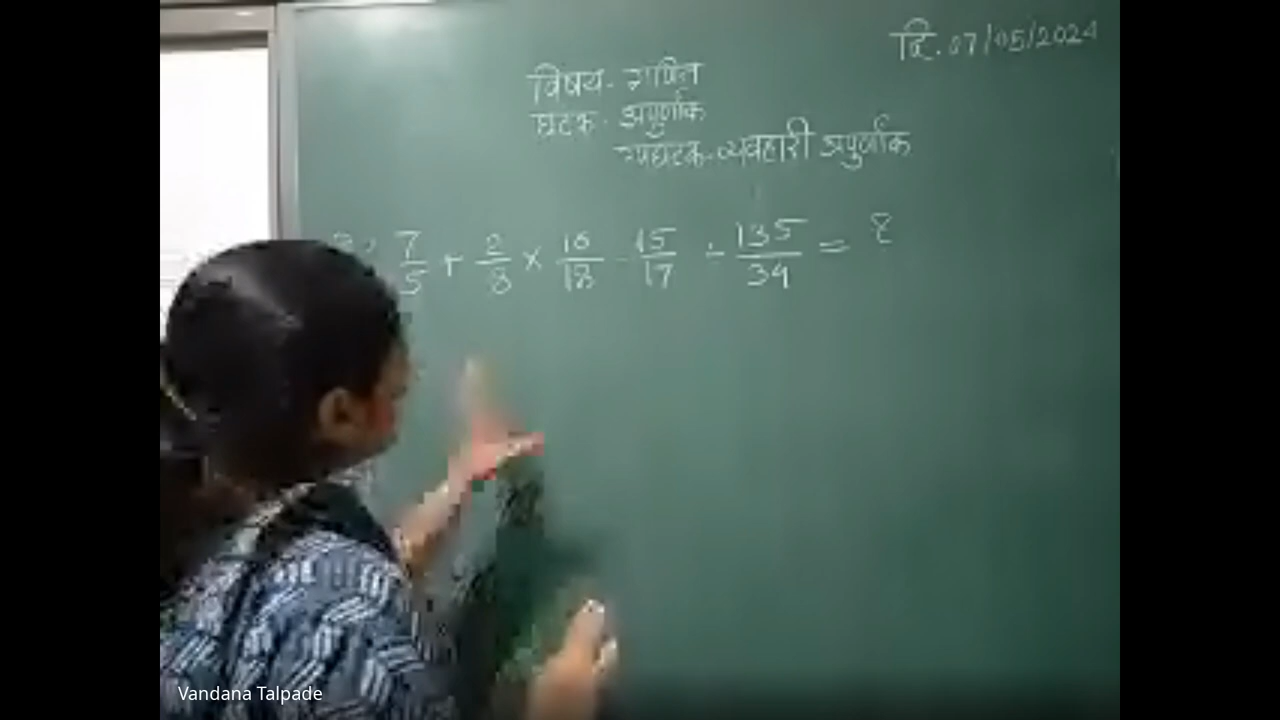 दि. 07/05/2024
विषय - गणित
घटक - अपुर्णांक
उपघटक - व्यवहारी अपुर्णांक
7/5 + 2/8 × 16/18 - 15/17 ÷ 135/34 = ?
Vandana Talpade